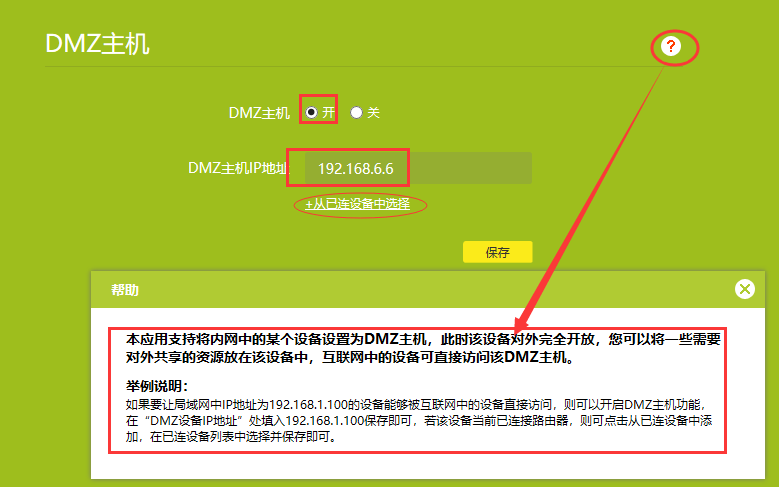 DMZ主机
?
DMZ主机 开 关
DMZ主机IP地址 192.168.6.6
+从已连设备中选择
保存
帮助
本应用支持将内网中的某个设备设置为DMZ主机，此时该设备对外完全开放，您可以将一些需要
对外共享的资源放在该设备中，互联网中的设备可直接访问该DMZ主机。
举例说明：
如果要让局域网中IP地址为192.168.1.100的设备能够被互联网中的设备直接访问，则可以开启DMZ主机功能，
在“DMZ设备IP地址”处填入192.168.1.100保存即可，若该设备当前已连接路由器，则可点击从已连设备中添
加，在已连设备列表中选择并保存即可。